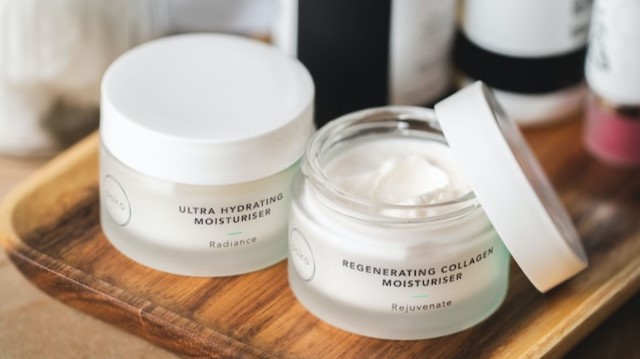 ULTRA HYDRATING
MOISTURISER
Radiance
REGENERATING COLLAGEN
MOISTURISER
Rejuvenate